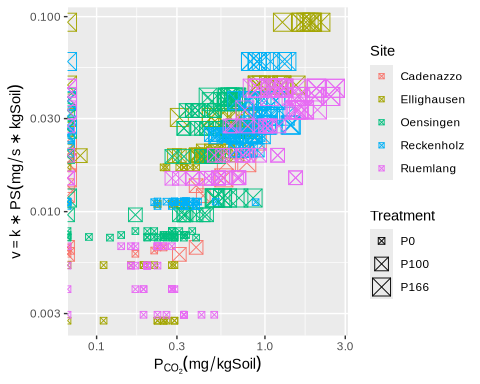 0.100
0.030
0.010
0.003
v = k ∗ PS(mg/s ∗ kgSoil)
0.1
0.3
1.0
3.0
P_CO₂(mg/kgSoil)
Site
Cadenazzo
Ellighausen
Oensingen
Reckenholz
Ruemlang
Treatment
P0
P100
P166